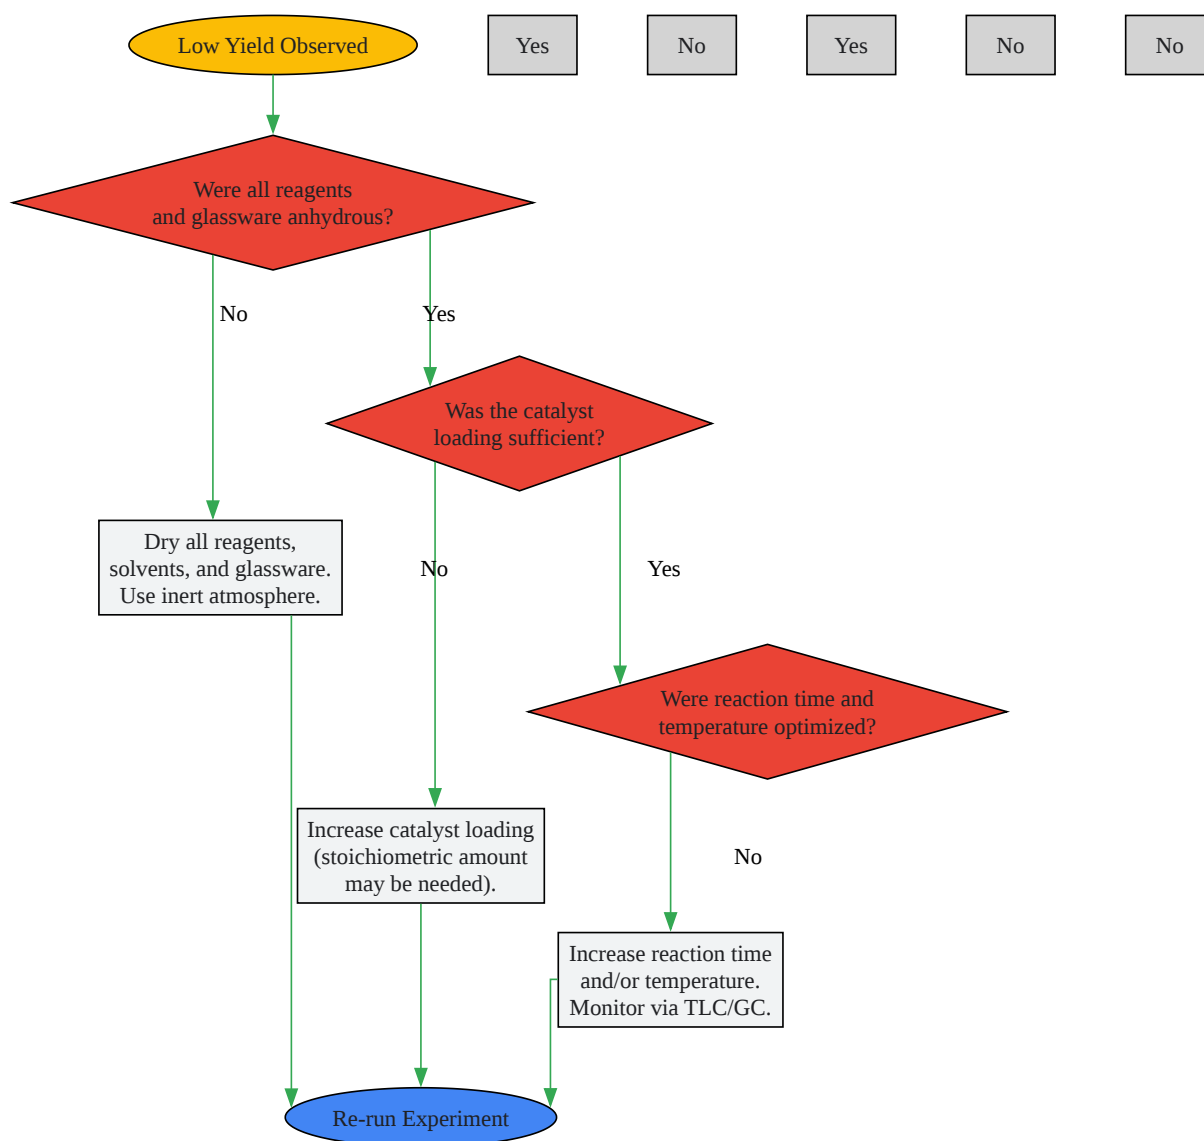 Low Yield Observed
Yes
No
Yes
No
No
Were all reagents
and glassware anhydrous?
No
Yes
Was the catalyst
loading sufficient?
Dry all reagents,
solvents, and glassware.
Use inert atmosphere.
No
Yes
Were reaction time and
temperature optimized?
Increase catalyst loading
(stoichiometric amount
may be needed).
No
Increase reaction time
and/or temperature.
Monitor via TLC/GC.
Re-run Experiment